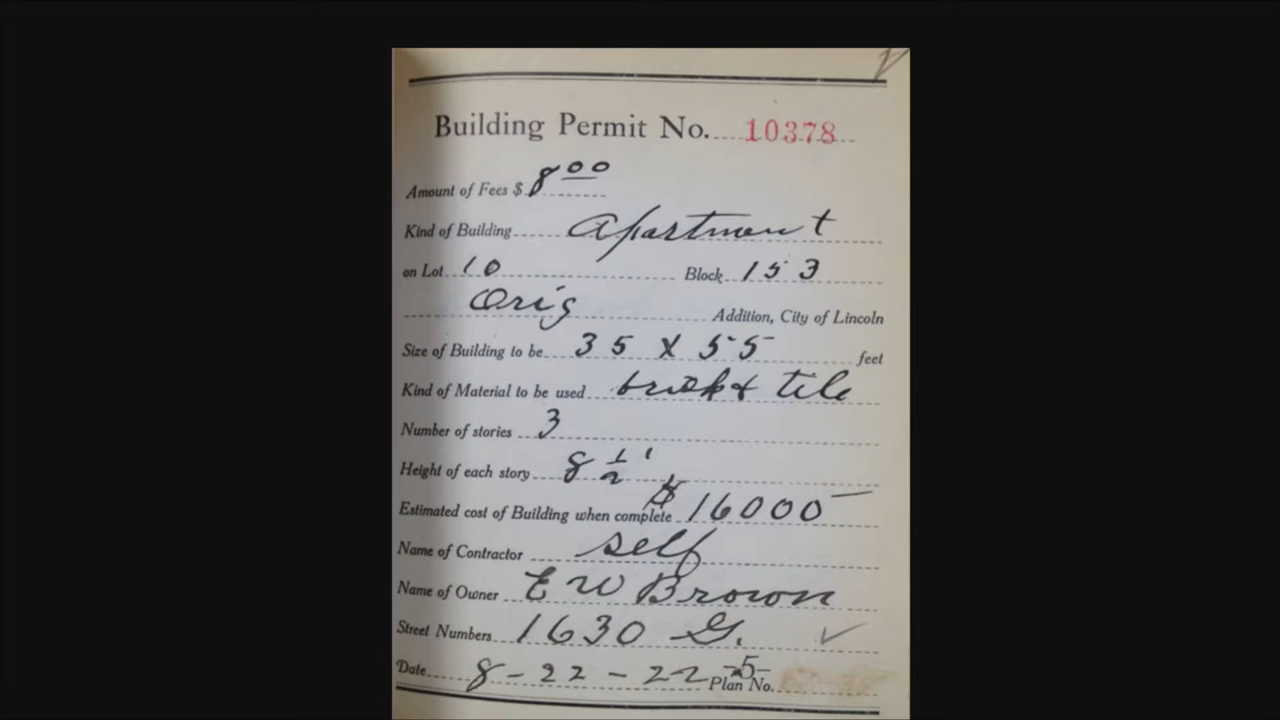 Building Permit No. 10378
Amount of Fees $ 8 00
Kind of Building Apartment
on Lot 10 Block 153
Orig Addition, City of Lincoln
Size of Building to be 35 x 55 feet
Kind of Material to be used brick & tile
Number of stories 3
Height of each story 8 1/2 '
Estimated cost of Building when complete $ 16000 —
Name of Contractor self
Name of Owner E W Brown
Street Numbers 1630 G.
Date 8-22-22 Plan No. -5-